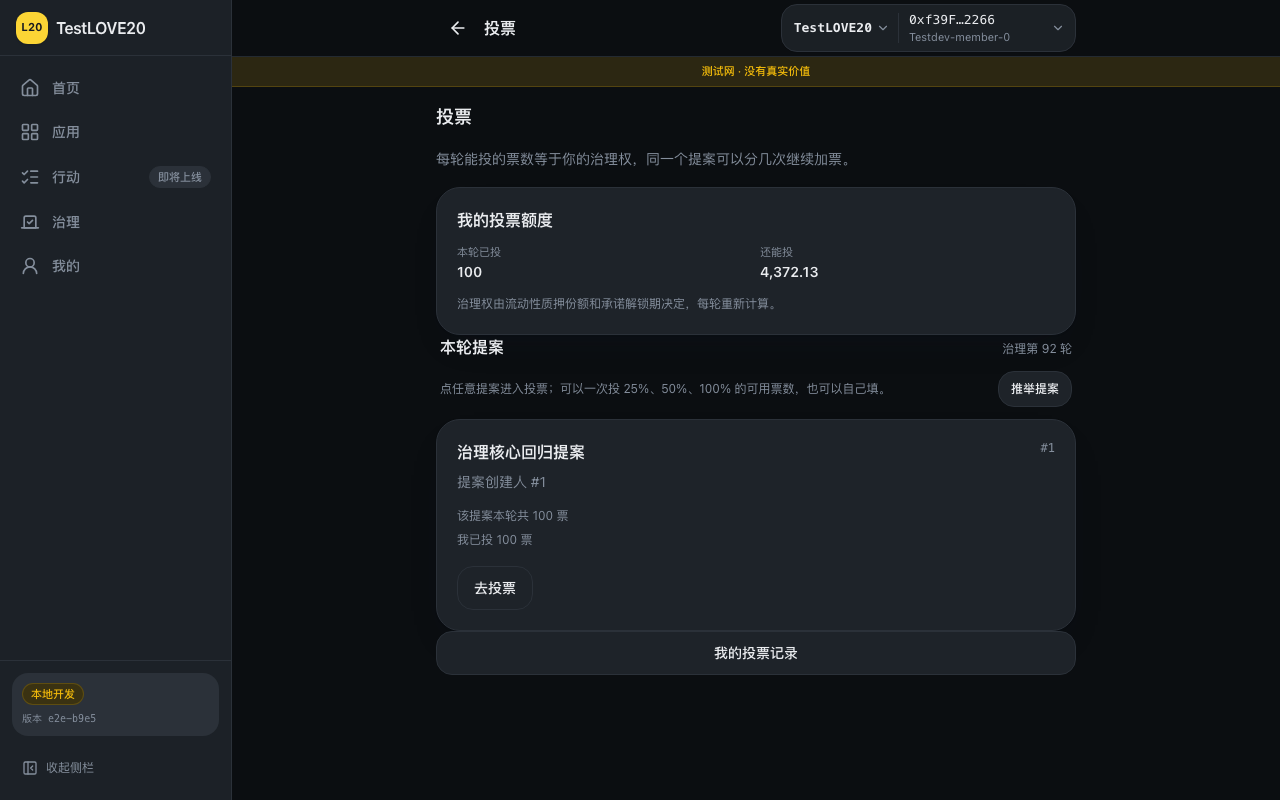 L20 TestLOVE20
首页
应用
行动 即将上线
治理
我的
本地开发
版本 e2e-b9e5
收起侧栏
投票
TestLOVE20
0xf39F…2266
Testdev-member-0
测试网 · 没有真实价值
投票
每轮能投的票数等于你的治理权，同一个提案可以分几次继续加票。
我的投票额度
本轮已投 还能投
100 4,372.13
治理权由流动性质押份额和承诺解锁期决定，每轮重新计算。
本轮提案 治理第 92 轮
点任意提案进入投票；可以一次投 25%、50%、100% 的可用票数，也可以自己填。 推举提案
治理核心回归提案 #1
提案创建人 #1
该提案本轮共 100 票
我已投 100 票
去投票
我的投票记录